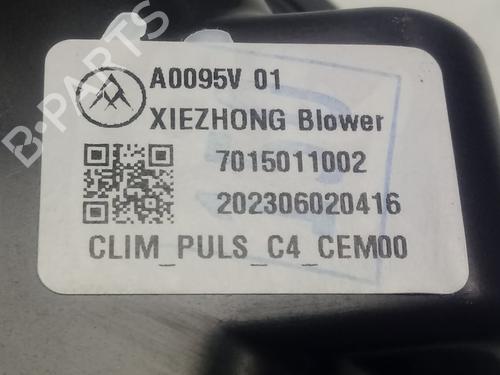 B-PARTS
A0095V 01
XIEZHONG Blower
7015011002
202306020416
CLIM_PULS_C4_CEM00